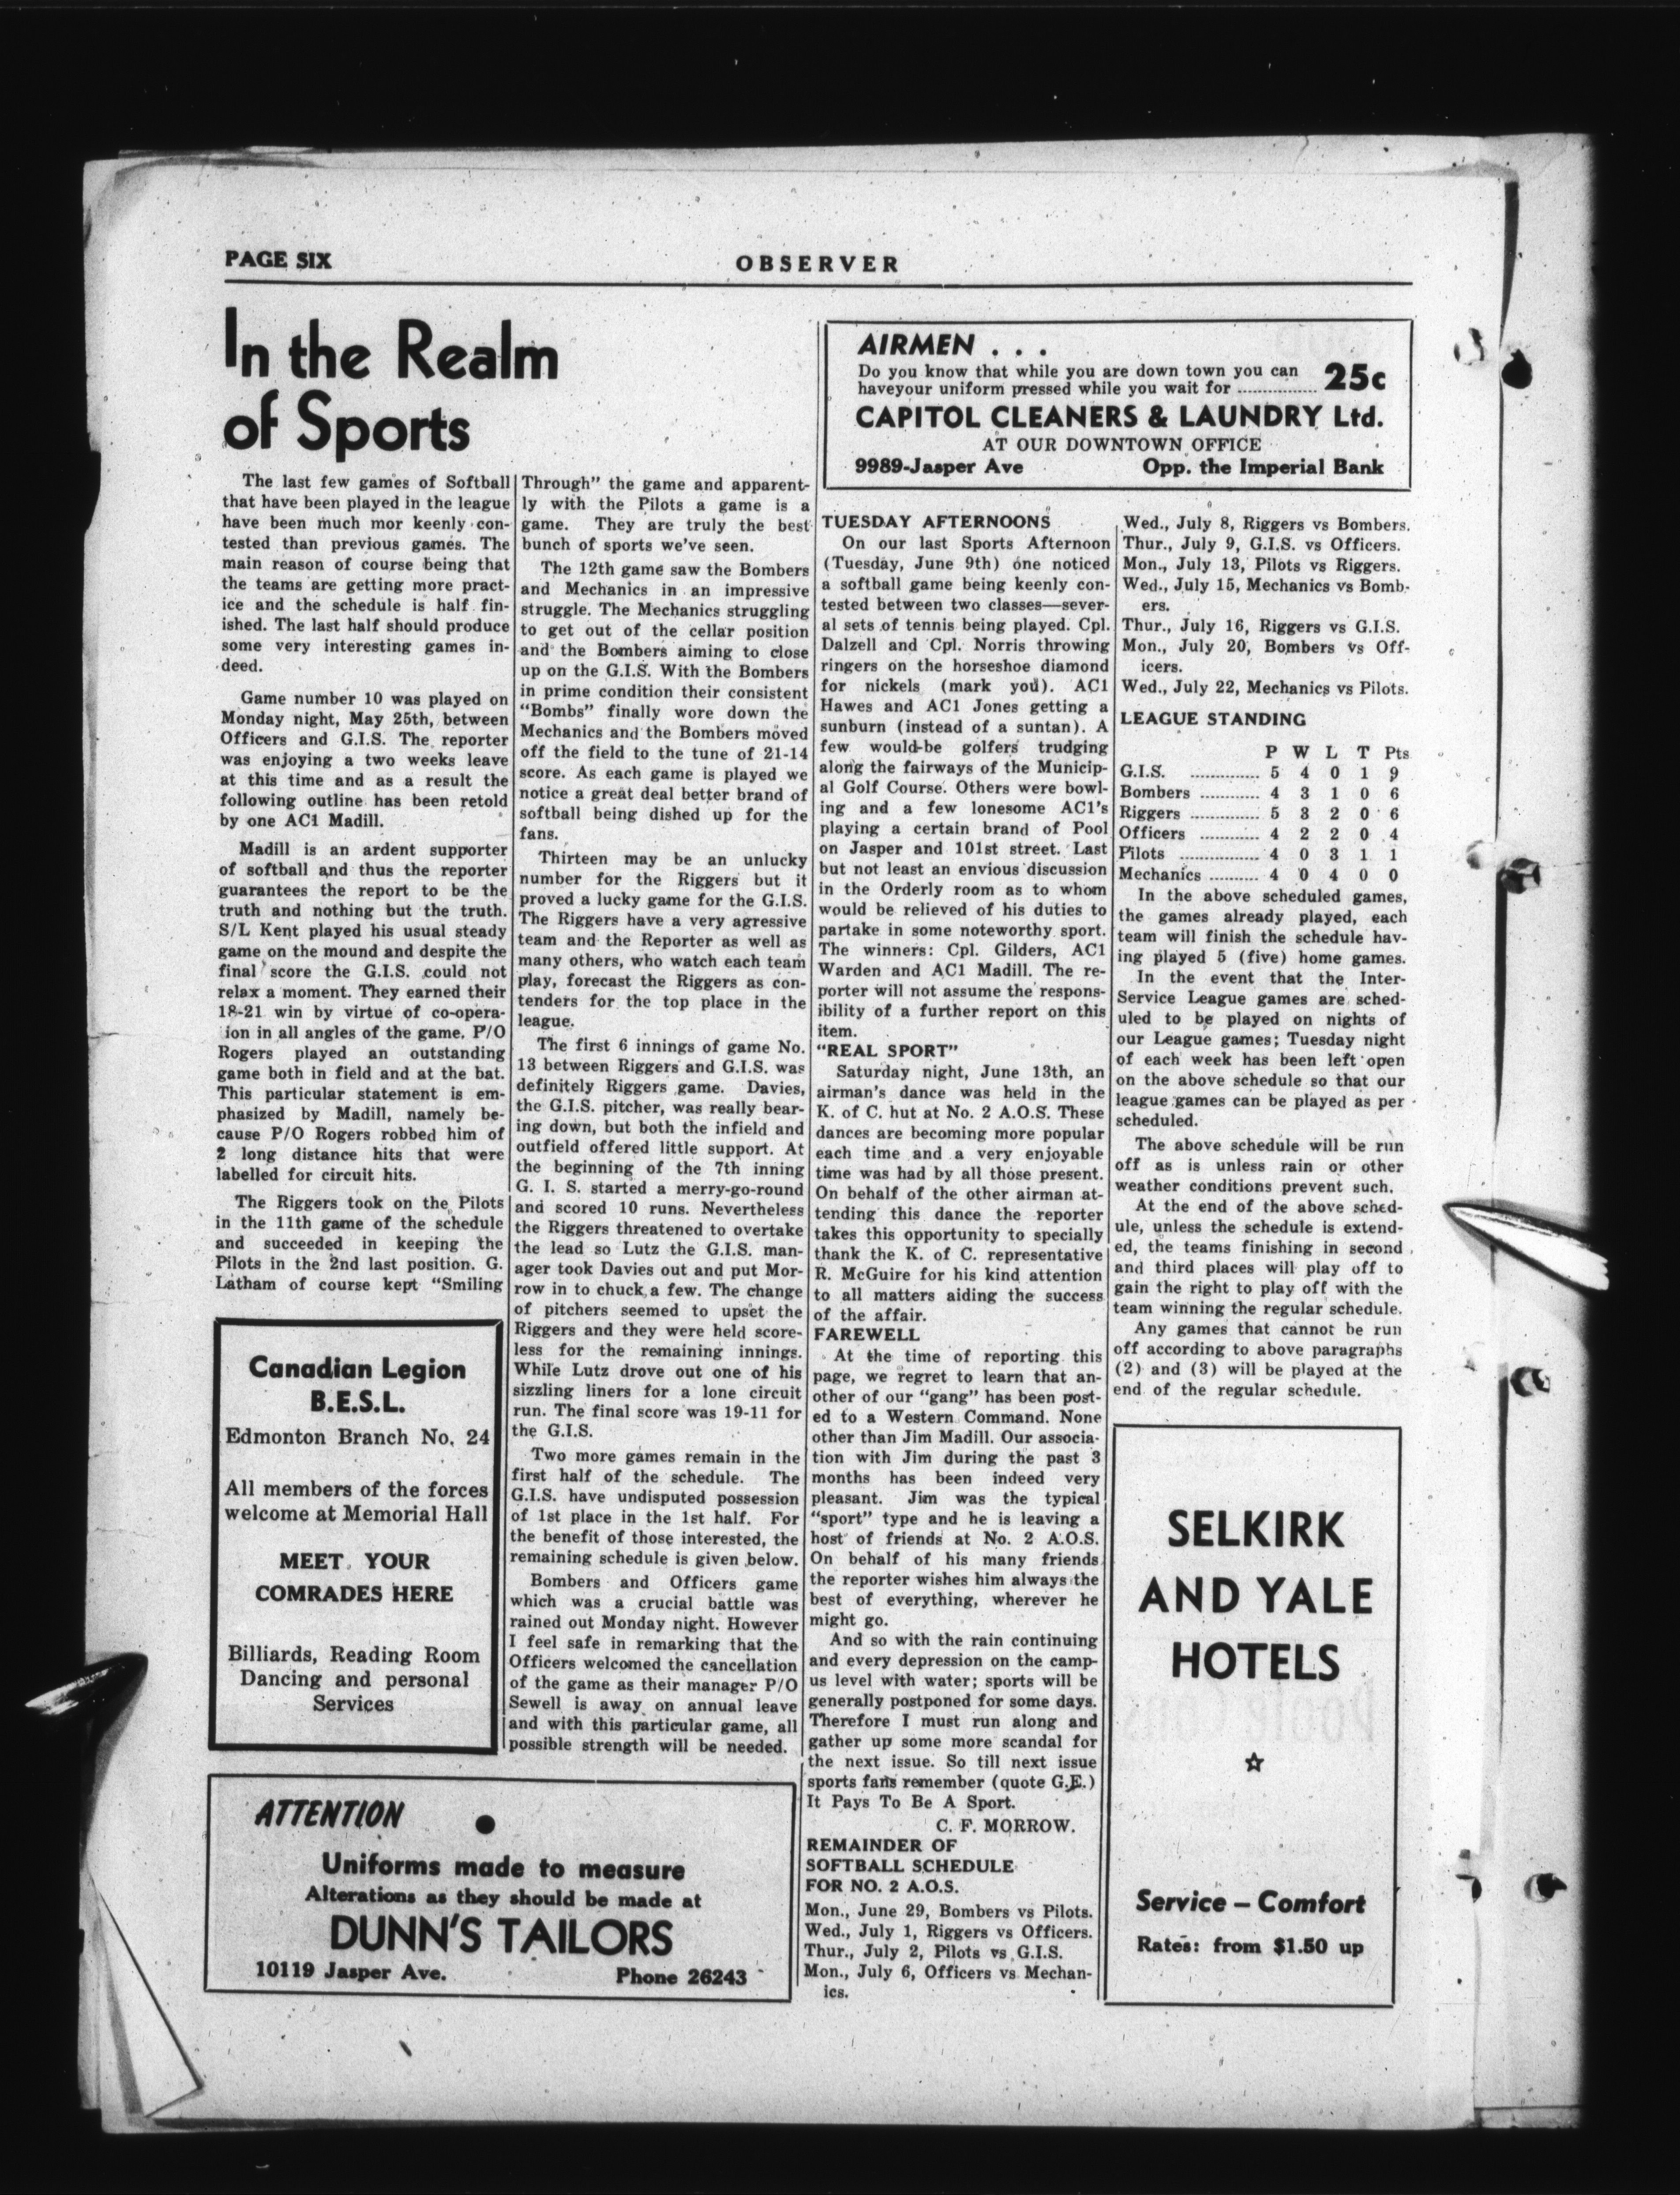 PAGE SIX
OBSERVER
In the Realm
of Sports
The last few games of Softball
that have been played in the league
have been much mor keenly con-
tested than previous games. The
main reason of course being that
the teams are getting more pract-
ice and the schedule is half fin-
ished. The last half should produce
some very interesting games in-
deed.
Game number 10 was played on
Monday night, May 25th, between
Officers and G.I.S. The reporter
was enjoying a two weeks leave
at this time and as a result the
following outline has been retold
by one AC1 Madill.
Madill is an ardent supporter
of softball and thus the reporter
guarantees the report to be the
truth and nothing but the truth.
S/L Kent played his usual steady
game on the mound and despite the
final score the G.I.S. could not
relax a moment. They earned their
18-21 win by virtue of co-opera-
ion in all angles of the game. P/O
Rogers played an outstanding
game both in field and at the bat.
This particular statement is em-
phasized by Madill, namely be-
cause P/O Rogers robbed him of
2 long distance hits that were
labelled for circuit hits.
The Riggers took on the Pilots
in the 11th game of the schedule
and succeeded in keeping the
Pilots in the 2nd last position. G.
Latham of course kept "Smiling
Canadian Legion
B.E.S.L.
Edmonton Branch No. 24
All members of the forces
welcome at Memorial Hall
MEET YOUR
COMRADES HERE
Billiards, Reading Room
Dancing and personal
Services
Through" the game and apparent-
ly with the Pilots a game is a
game. They are truly the best
bunch of sports we've seen.
The 12th game saw the Bombers
and Mechanics in an impressive
struggle. The Mechanics struggling
to get out of the cellar position
and the Bombers aiming to close
up on the G.I.S. With the Bombers
in prime condition their consistent
"Bombs" finally wore down the
Mechanics and the Bombers moved
off the field to the tune of 21-14
score. As each game is played we
notice a great deal better brand of
softball being dished up for the
fans.
Thirteen may be an unlucky
number for the Riggers but it
proved a lucky game for the G.I.S.
The Riggers have a very agressive
team and the Reporter as well as
many others, who watch each team
play, forecast the Riggers as con-
tenders for the top place in the
league.
The first 6 innings of game No.
13 between Riggers and G.I.S. was
definitely Riggers game. Davies,
the G.I.S. pitcher, was really bear-
ing down, but both the infield and
outfield offered little support. At
the beginning of the 7th inning
G. I. S. started a merry-go-round
and scored 10 runs. Nevertheless
the Riggers threatened to overtake
the lead so Lutz the G.I.S. man-
ager took Davies out and put Mor-
row in to chuck a few. The change
of pitchers seemed to upset the
Riggers and they were held score-
less for the remaining innings.
While Lutz drove out one of his
sizzling liners for a lone circuit
run. The final score was 19-11 for
the G.I.S.
Two more games remain in the
first half of the schedule. The
G.I.S. have undisputed possession
of 1st place in the 1st half. For
the benefit of those interested, the
remaining schedule is given below.
Bombers and Officers game
which was a crucial battle was
rained out Monday night. However
I feel safe in remarking that the
Officers welcomed the cancellation
of the game as their manager P/O
Sewell is away on annual leave
and with this particular game, all
possible strength will be needed.
ATTENTION
Uniforms made to measure
Alterations as they should be made at
DUNN'S TAILORS
10119 Jasper Ave. Phone 26243
AIRMEN . . .
Do you know that while you are down town you can
haveyour uniform pressed while you wait for ............... 25c
CAPITOL CLEANERS & LAUNDRY Ltd.
AT OUR DOWNTOWN OFFICE
9989-Jasper Ave Opp. the Imperial Bank
TUESDAY AFTERNOONS
On our last Sports Afternoon
(Tuesday, June 9th) one noticed
a softball game being keenly con-
tested between two classes—sever-
al sets of tennis being played. Cpl.
Dalzell and Cpl. Norris throwing
ringers on the horseshoe diamond
for nickels (mark you). AC1
Hawes and AC1 Jones getting a
sunburn (instead of a suntan). A
few would-be golfers trudging
along the fairways of the Municip-
al Golf Course. Others were bowl-
ing and a few lonesome AC1's
playing a certain brand of Pool
on Jasper and 101st street. Last
but not least an envious discussion
in the Orderly room as to whom
would be relieved of his duties to
partake in some noteworthy sport.
The winners: Cpl. Gilders, AC1
Warden and AC1 Madill. The re-
porter will not assume the respons-
ibility of a further report on this
item.
"REAL SPORT"
Saturday night, June 13th, an
airman's dance was held in the
K. of C. hut at No. 2 A.O.S. These
dances are becoming more popular
each time and a very enjoyable
time was had by all those present.
On behalf of the other airman at-
tending this dance the reporter
takes this opportunity to specially
thank the K. of C. representative
R. McGuire for his kind attention
to all matters aiding the success
of the affair.
FAREWELL
At the time of reporting this
page, we regret to learn that an-
other of our "gang" has been post-
ed to a Western Command. None
other than Jim Madill. Our associa-
tion with Jim during the past 3
months has been indeed very
pleasant. Jim was the typical
"sport" type and he is leaving a
host of friends at No. 2 A.O.S.
On behalf of his many friends
the reporter wishes him always the
best of everything, wherever he
might go.
And so with the rain continuing
and every depression on the camp-
us level with water; sports will be
generally postponed for some days.
Therefore I must run along and
gather up some more scandal for
the next issue. So till next issue
sports fans remember (quote G.E.)
It Pays To Be A Sport.
C. F. MORROW.
REMAINDER OF
SOFTBALL SCHEDULE
FOR NO. 2 A.O.S.
Mon., June 29, Bombers vs Pilots.
Wed., July 1, Riggers vs Officers.
Thur., July 2, Pilots vs G.I.S.
Mon., July 6, Officers vs Mechan-
ics.
Wed., July 8, Riggers vs Bombers.
Thur., July 9, G.I.S. vs Officers.
Mon., July 13, Pilots vs Riggers.
Wed., July 15, Mechanics vs Bomb-
ers.
Thur., July 16, Riggers vs G.I.S.
Mon., July 20, Bombers vs Off-
icers.
Wed., July 22, Mechanics vs Pilots.
LEAGUE STANDING
P W L T Pts
G.I.S. .............. 5 4 0 1 9
Bombers ............ 4 3 1 0 6
Riggers .............. 5 3 2 0 6
Officers ............ 4 2 2 0 4
Pilots ................ 4 0 3 1 1
Mechanics .......... 4 0 4 0 0
In the above scheduled games,
the games already played, each
team will finish the schedule hav-
ing played 5 (five) home games.
In the event that the Inter-
Service League games are sched-
uled to be played on nights of
our League games; Tuesday night
of each week has been left open
on the above schedule so that our
league games can be played as per
scheduled.
The above schedule will be run
off as is unless rain or other
weather conditions prevent such.
At the end of the above sched-
ule, unless the schedule is extend-
ed, the teams finishing in second
and third places will play off to
gain the right to play off with the
team winning the regular schedule.
Any games that cannot be run
off according to above paragraphs
(2) and (3) will be played at the
end of the regular schedule.
SELKIRK
AND YALE
HOTELS
Service – Comfort
Rates: from $1.50 up